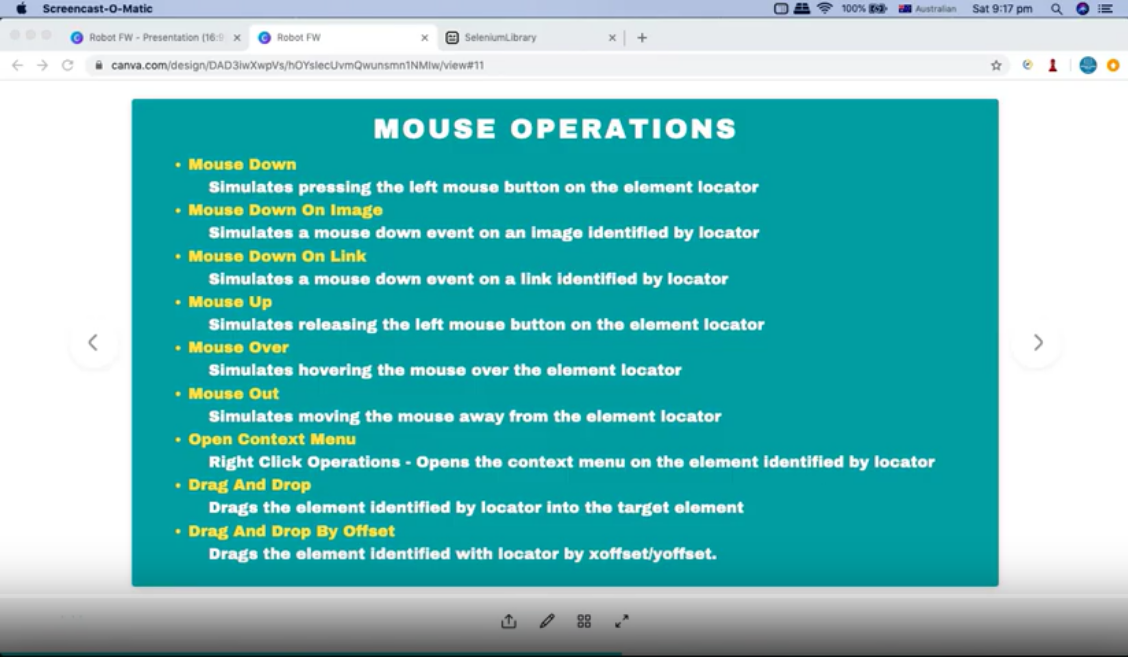 Screencast-O-Matic
100%
Australian
Sat 9:17 pm
Robot FW - Presentation (16:9
Robot FW
SeleniumLibrary
canva.com/design/DAD3iwXwpVs/hOYslecUvmQwunsmn1NMIw/view#11
MOUSE OPERATIONS
• Mouse Down
Simulates pressing the left mouse button on the element locator
• Mouse Down On Image
Simulates a mouse down event on an image identified by locator
• Mouse Down On Link
Simulates a mouse down event on a link identified by locator
• Mouse Up
Simulates releasing the left mouse button on the element locator
• Mouse Over
Simulates hovering the mouse over the element locator
• Mouse Out
Simulates moving the mouse away from the element locator
• Open Context Menu
Right Click Operations - Opens the context menu on the element identified by locator
• Drag And Drop
Drags the element identified by locator into the target element
• Drag And Drop By Offset
Drags the element identified with locator by xoffset/yoffset.